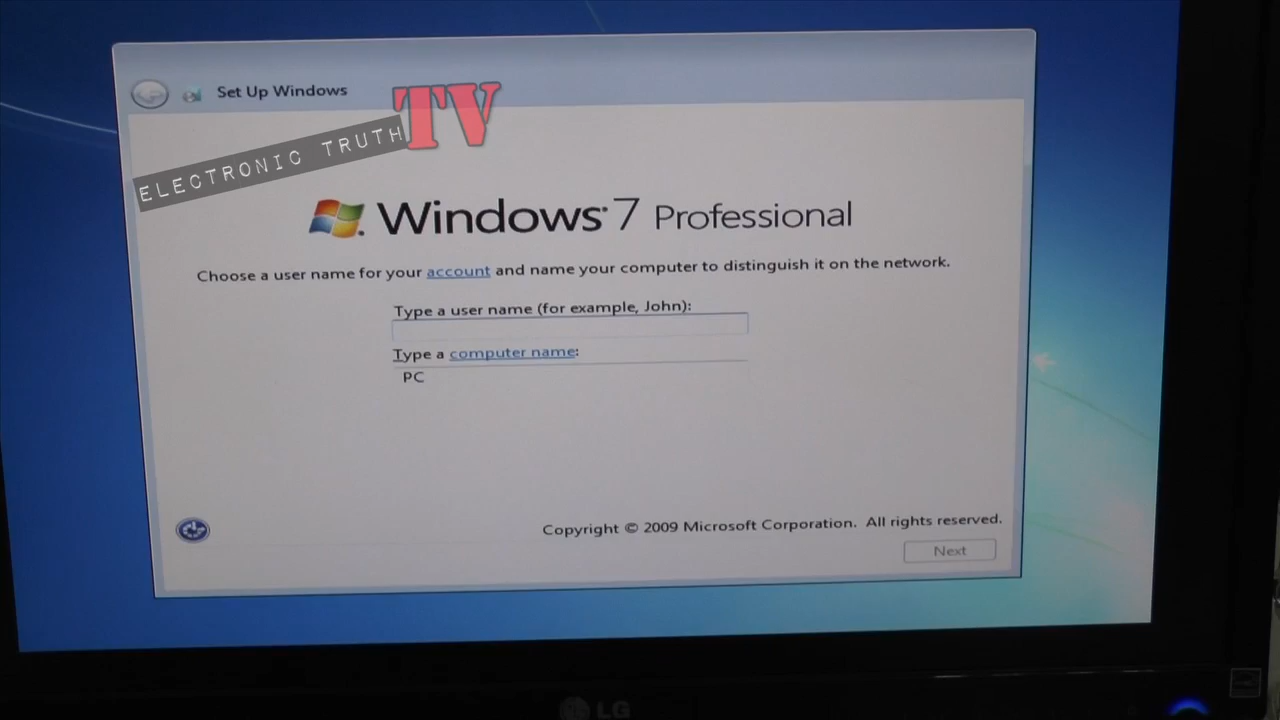 Set Up Windows
ELECTRONIC TRUTH TV
Windows 7 Professional
Choose a user name for your account and name your computer to distinguish it on the network.
Type a user name (for example, John):
Type a computer name:
PC
Copyright © 2009 Microsoft Corporation. All rights reserved.
Next
LG